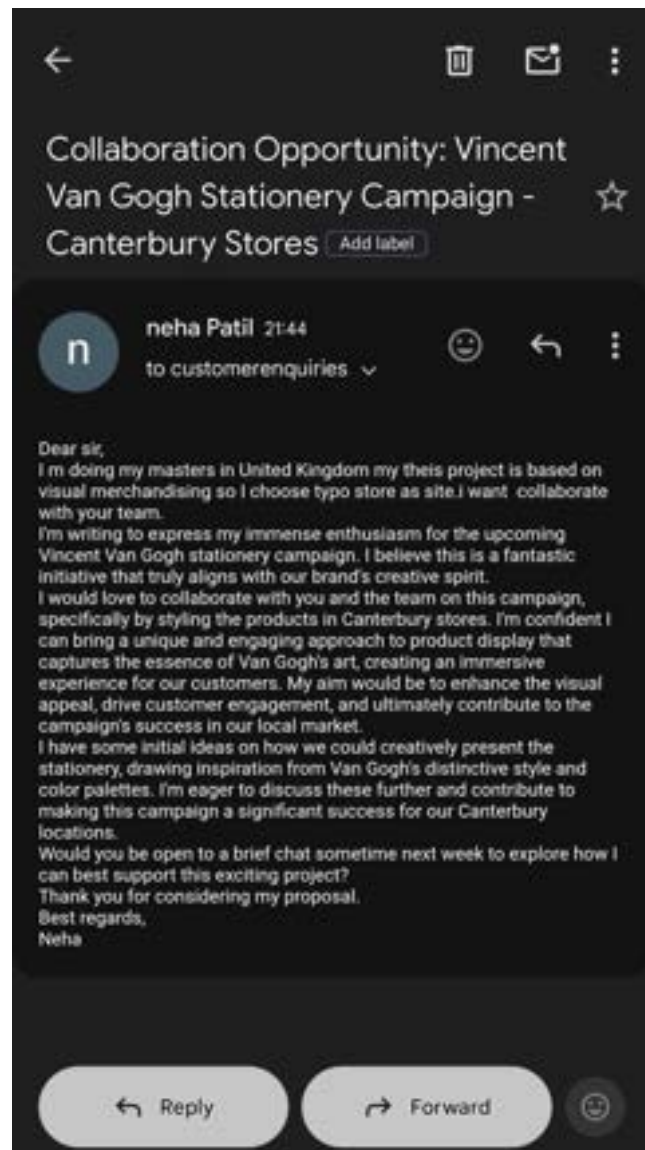 Collaboration Opportunity: Vincent
Van Gogh Stationery Campaign -
Canterbury Stores Add label
n
neha Patil 21:44
to customerenquiries
Dear sir,
I m doing my masters in United Kingdom my theis project is based on
visual merchandising so I choose typo store as site.i want collaborate
with your team.
I'm writing to express my immense enthusiasm for the upcoming
Vincent Van Gogh stationery campaign. I believe this is a fantastic
initiative that truly aligns with our brand's creative spirit.
I would love to collaborate with you and the team on this campaign,
specifically by styling the products in Canterbury stores. I'm confident I
can bring a unique and engaging approach to product display that
captures the essence of Van Gogh's art, creating an immersive
experience for our customers. My aim would be to enhance the visual
appeal, drive customer engagement, and ultimately contribute to the
campaign's success in our local market.
I have some initial ideas on how we could creatively present the
stationery, drawing inspiration from Van Gogh's distinctive style and
color palettes. I'm eager to discuss these further and contribute to
making this campaign a significant success for our Canterbury
locations.
Would you be open to a brief chat sometime next week to explore how I
can best support this exciting project?
Thank you for considering my proposal.
Best regards,
Neha
Reply
Forward